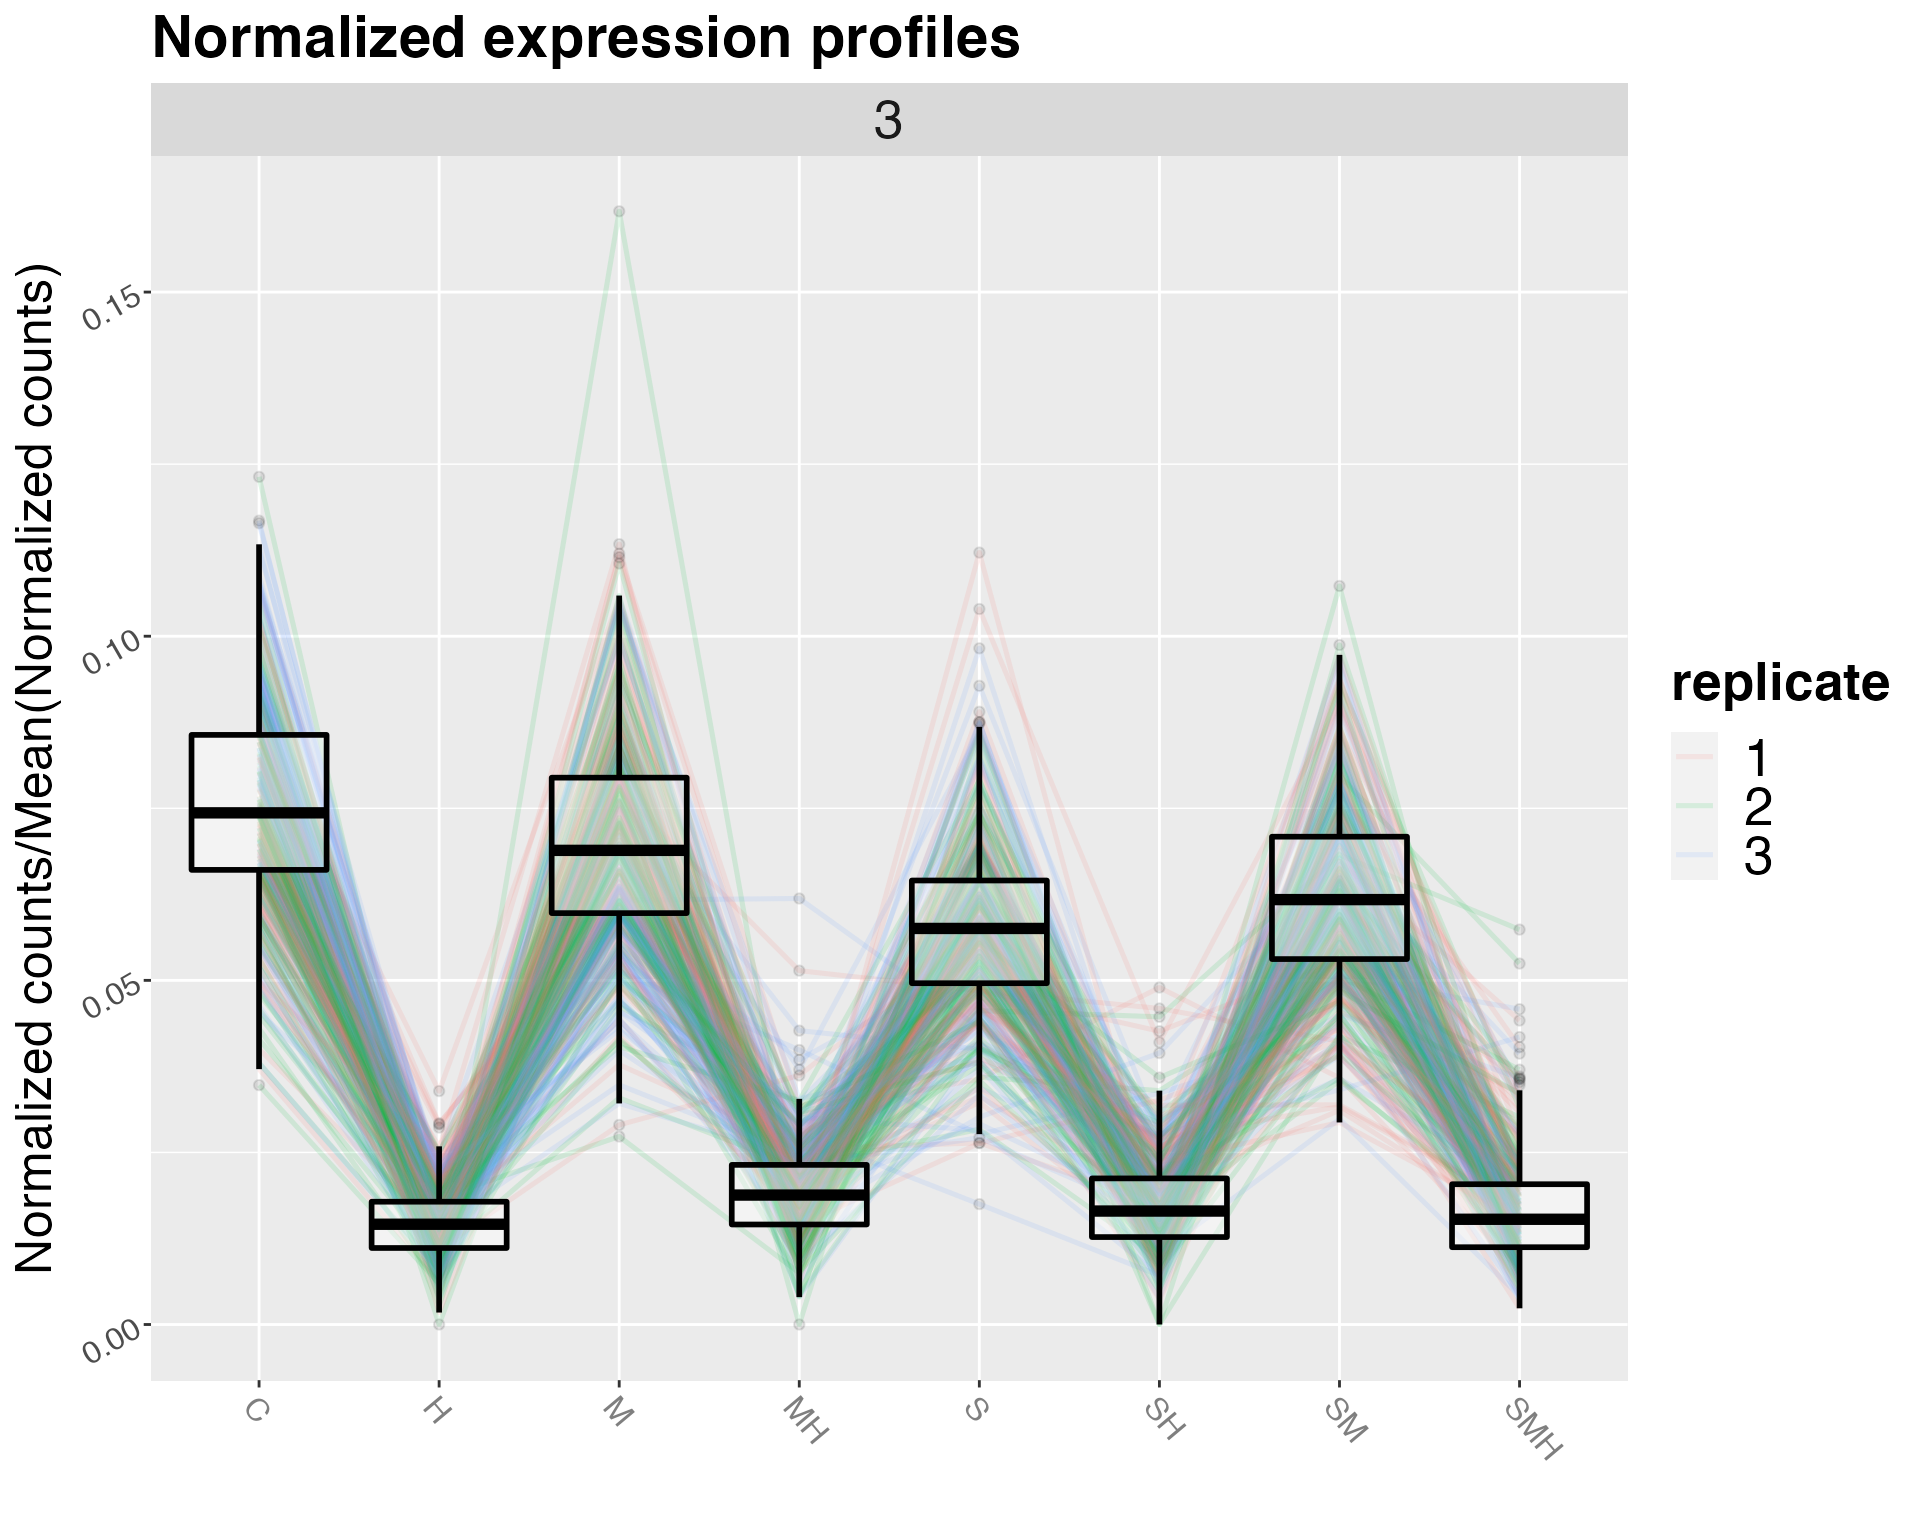 Normalized expression profiles
3
Normalized counts/Mean(Normalized counts)
0.15
0.10
0.05
0.00
C
H
M
MH
S
SH
SM
SMH
replicate
1
2
3